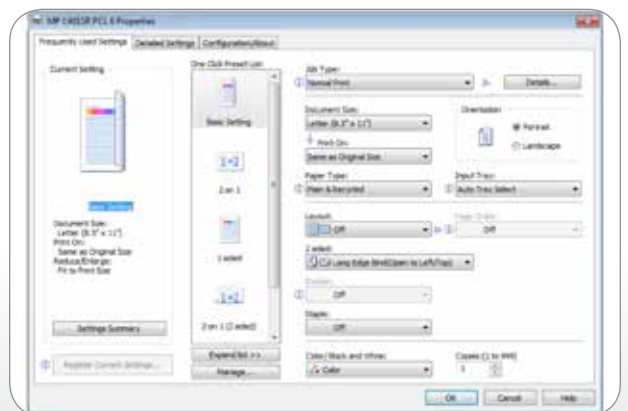 MP C401SR PCL 6 Properties
Frequently Used Settings
Detailed Settings
Configuration/About
Current Setting
Basic Setting
Document Size:
Letter (8.5" x 11")
Print On:
Same as Original Size
Reduce/Enlarge:
Fit to Print Size
Settings Summary
Register Current Settings...
One Click Preset List:
Basic Setting
2 on 1
2 on 1 (2 sided)
Expand list >>
Manage...
Job Type:
Normal Print
Details...
Document Size:
Letter (8.5" x 11")
Print On:
Same as Original Size
Orientation:
Portrait
Landscape
Paper Type:
Plain & Recycled
Input Tray:
Auto Tray Select
Layout:
Off
Page Order:
Off
2 sided:
Long Edge Bind(Open to Left/Top)
Off
Staple:
Off
Color/Black and White:
Color
Copies:(1 to 999)
1
OK
Cancel
Help